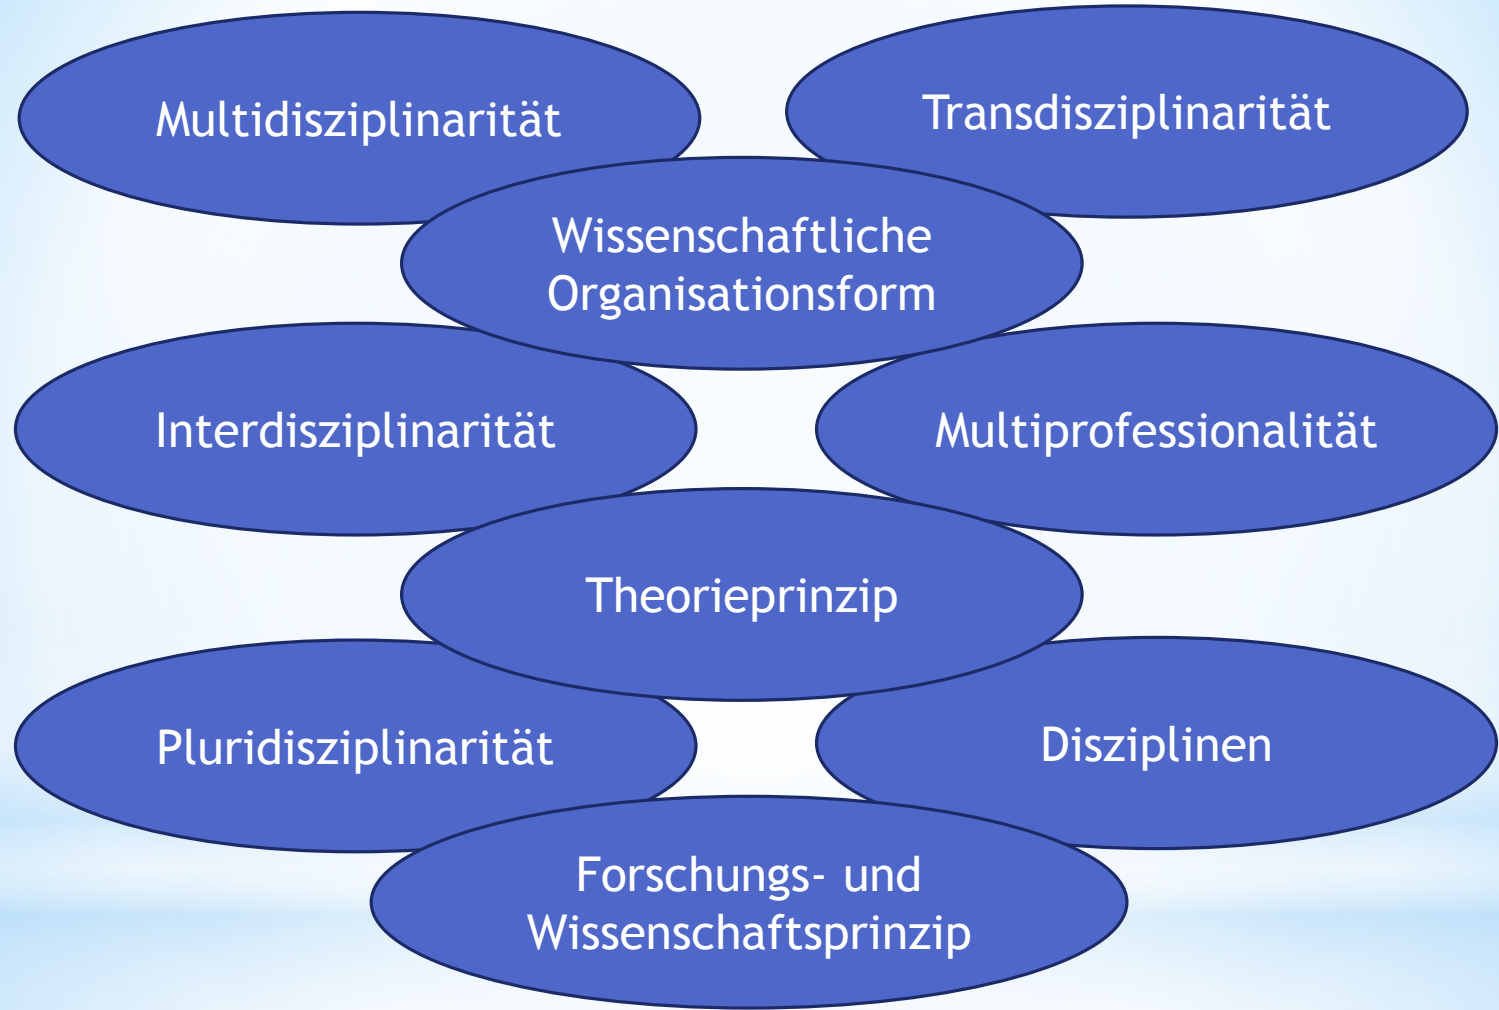 Multidisziplinarität
Transdisziplinarität
Wissenschaftliche
Organisationsform
Interdisziplinarität
Multiprofessionalität
Theorieprinzip
Pluridisziplinarität
Disziplinen
Forschungs- und
Wissenschaftsprinzip